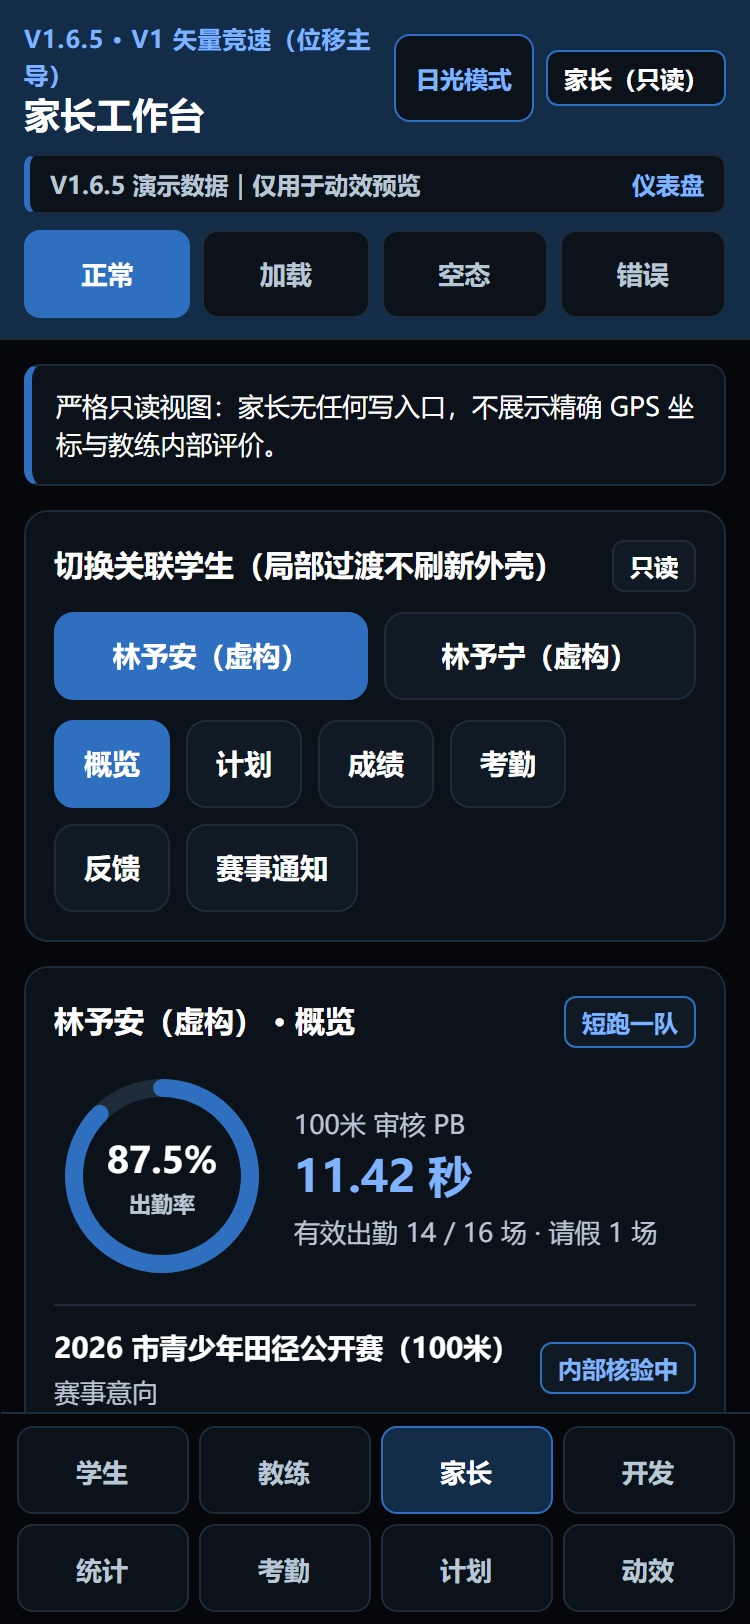 V1.6.5 • V1 矢量竞速（位移主
导）
家长工作台
日光模式
家长（只读）
V1.6.5 演示数据｜仅用于动效预览
仪表盘
正常
加载
空态
错误
严格只读视图：家长无任何写入口，不展示精确 GPS 坐
标与教练内部评价。
切换关联学生（局部过渡不刷新外壳）
只读
林予安（虚构）
林予宁（虚构）
概览
计划
成绩
考勤
反馈
赛事通知
林予安（虚构）• 概览
短跑一队
87.5%
出勤率
100米 审核 PB
11.42 秒
有效出勤 14 / 16 场 · 请假 1 场
2026 市青少年田径公开赛（100米）
赛事意向
内部核验中
学生
教练
家长
开发
统计
考勤
计划
动效